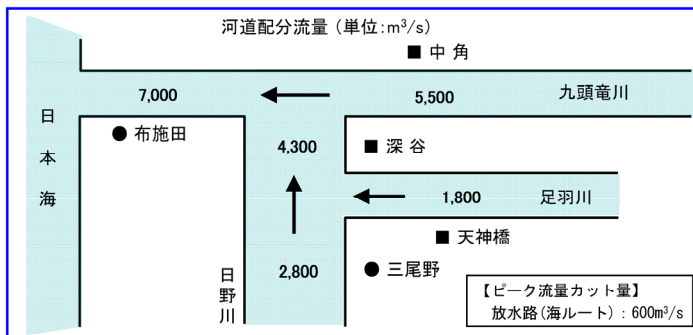 河道配分流量 (単位:m³/s)
■ 中 角
7,000
5,500
九頭竜川
日本海
● 布施田
4,300
■ 深 谷
1,800
足羽川
■ 天神橋
日野川
2,800
● 三尾野
【ピーク流量カット量】
放水路(海ルート) : 600m³/s